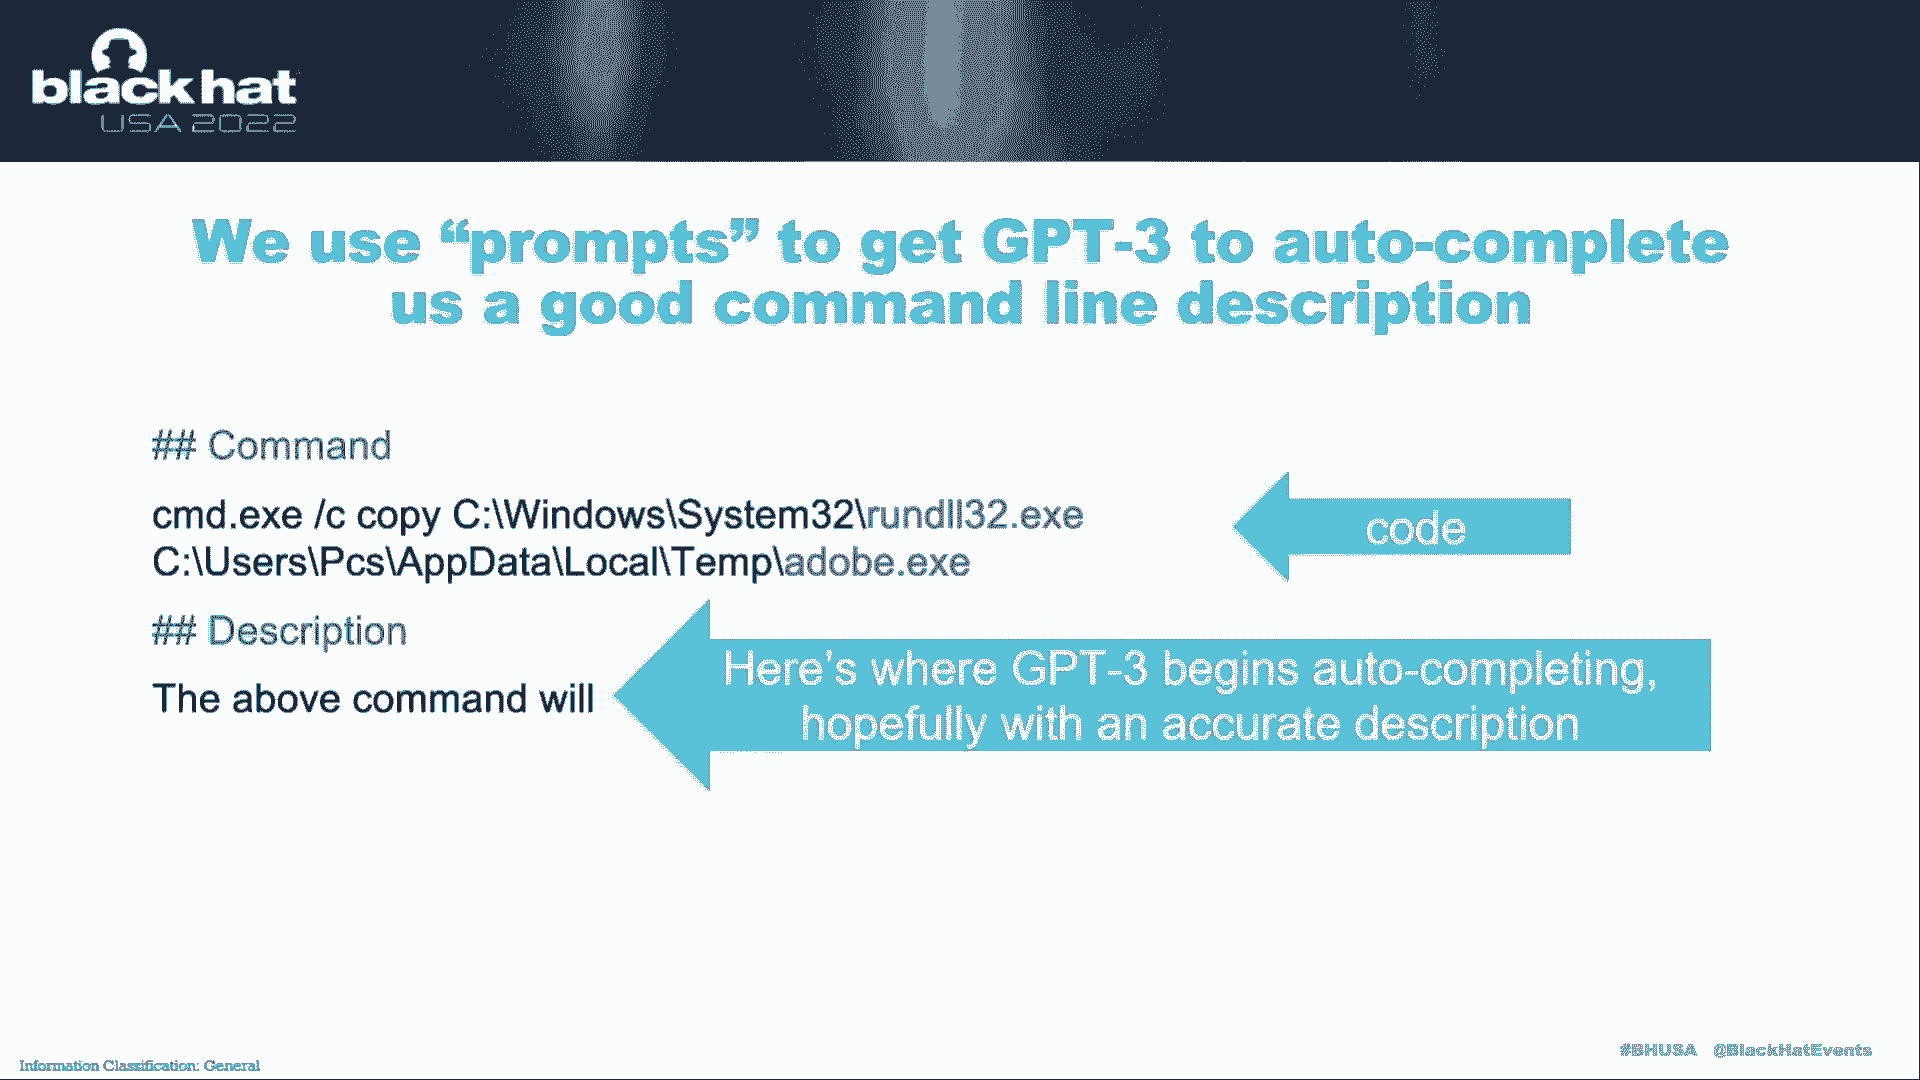 black hat
USA 2022
We use “prompts” to get GPT-3 to auto-complete
us a good command line description
## Command
cmd.exe /c copy C:\Windows\System32\rundll32.exe
C:\Users\Pcs\AppData\Local\Temp\adobe.exe
code
## Description
The above command will
Here’s where GPT-3 begins auto-completing,
hopefully with an accurate description
Information Classification: General
#BHUSA @BlackHatEvents